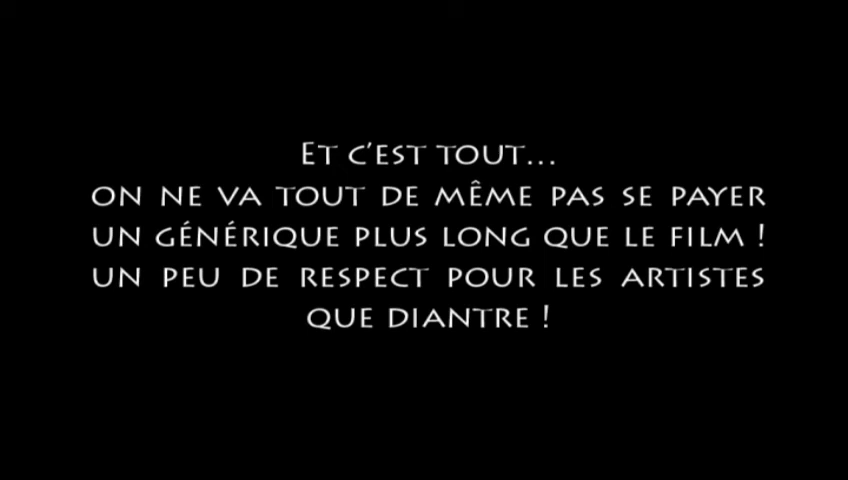 Et c’est tout...
on ne va tout de même pas se payer
un générique plus long que le film !
un peu de respect pour les artistes
que diantre !